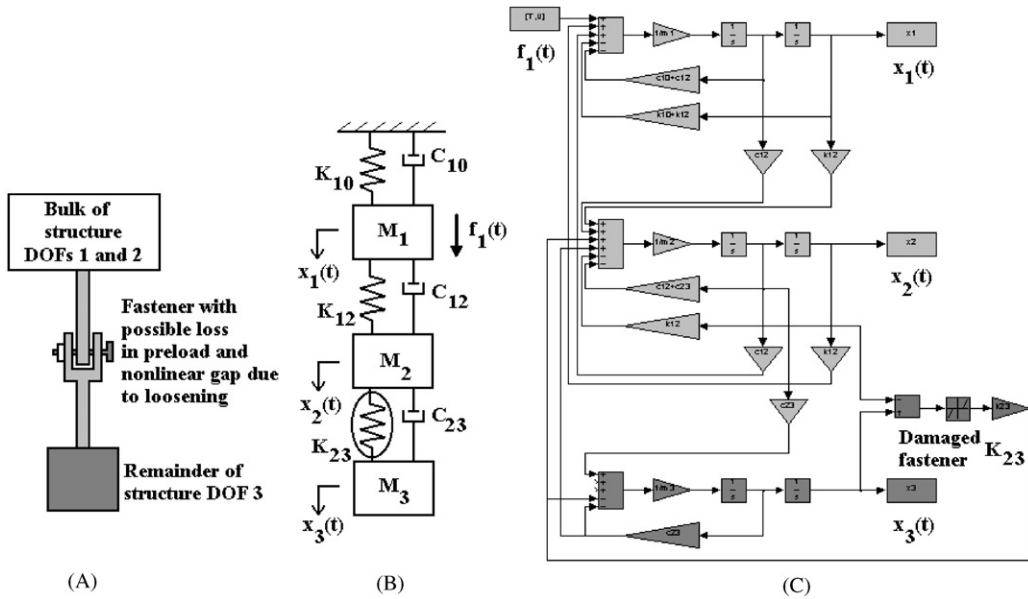 Bulk of
structure
DOFs 1 and 2
Fastener with
possible loss
in preload and
nonlinear gap due
to loosening
Remainder of
structure DOF 3
(A)
K10
C10
M1
f1(t)
x1(t)
K12
C12
M2
x2(t)
K23
C23
M3
x3(t)
(B)
[T,U]
f1(t)
1/m1
1
s
1
s
x1
x1(t)
c10+c12
k10+k12
c12
k12
1/m2
1
s
1
s
x2
x2(t)
c12+c23
k12
c12
k12
c23
k23
Damaged
fastener
K23
1/m3
1
s
1
s
x3
x3(t)
c23
(C)